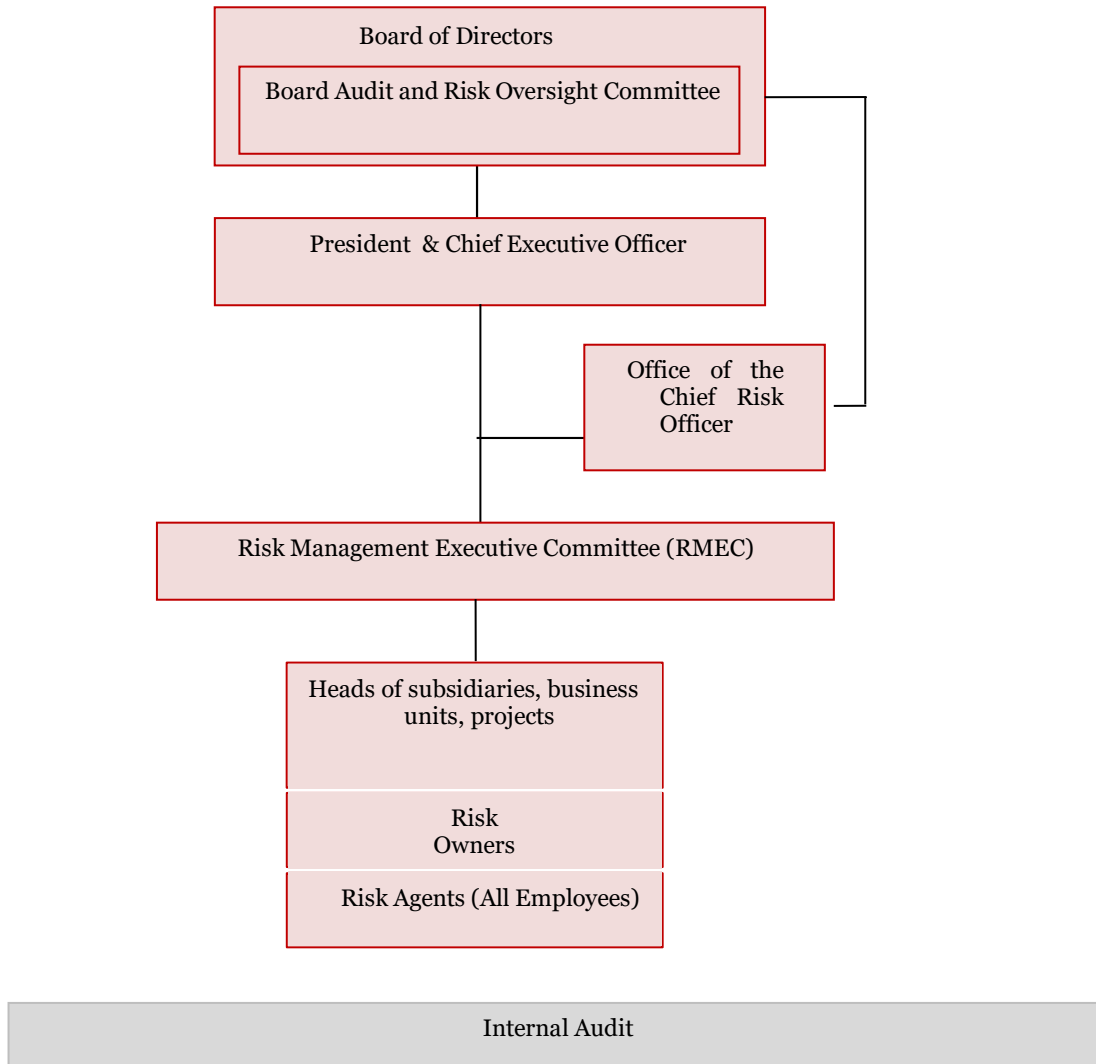 Board of Directors
Board Audit and Risk Oversight Committee
President & Chief Executive Officer
Office of the
Chief Risk
Officer
Risk Management Executive Committee (RMEC)
Heads of subsidiaries, business
units, projects
Risk
Owners
Risk Agents (All Employees)
Internal Audit